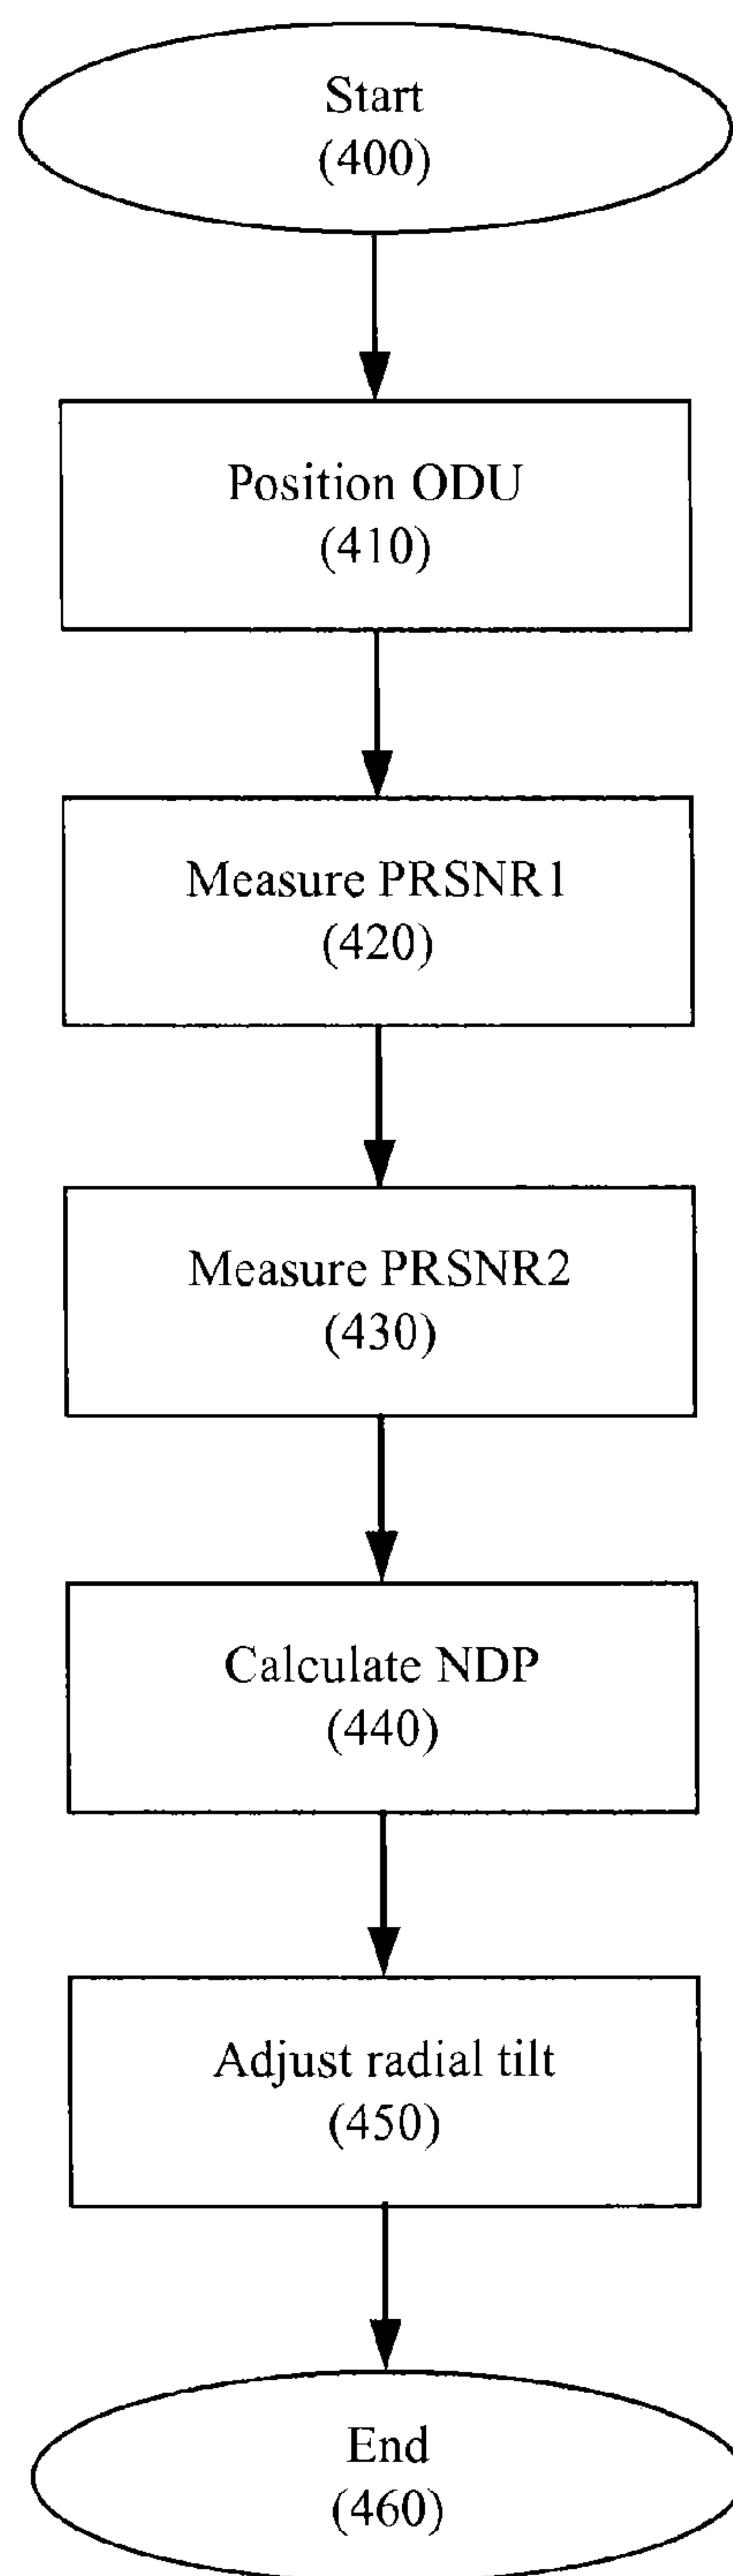 Start
(400)
Position ODU
(410)
Measure PRSNR1
(420)
Measure PRSNR2
(430)
Calculate NDP
(440)
Adjust radial tilt
(450)
End
(460)